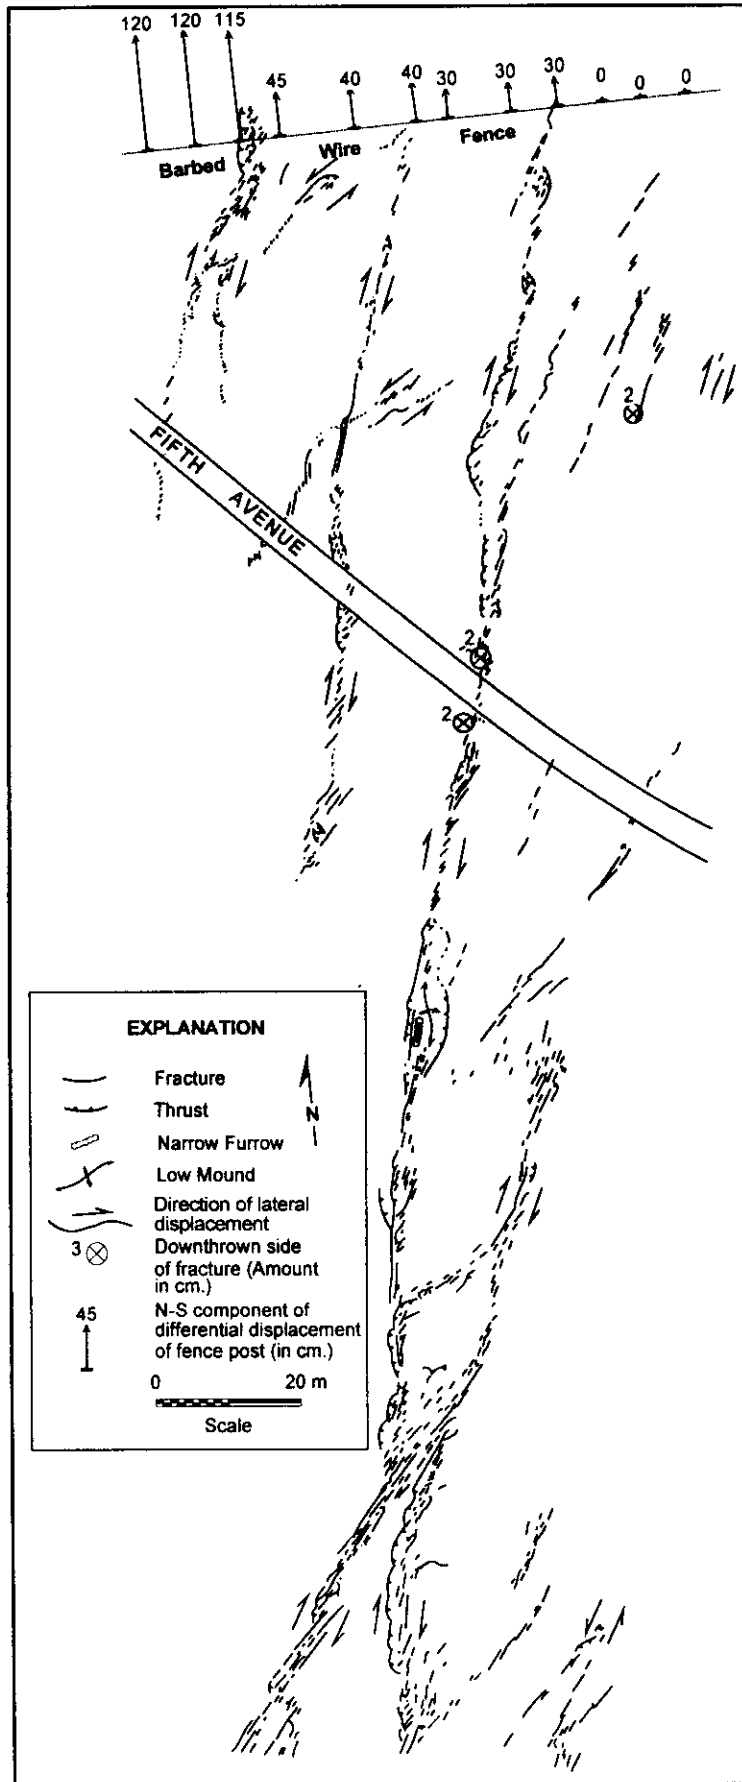 120 120 115
45 40 40 30 30 30 0 0 0
Barbed Wire Fence
2
FIFTH AVENUE
2
2
EXPLANATION
Fracture
Thrust
N
Narrow Furrow
Low Mound
Direction of lateral
displacement
3 Downthrown side
of fracture (Amount
in cm.)
45 N-S component of
differential displacement
of fence post (in cm.)
0 20 m
Scale